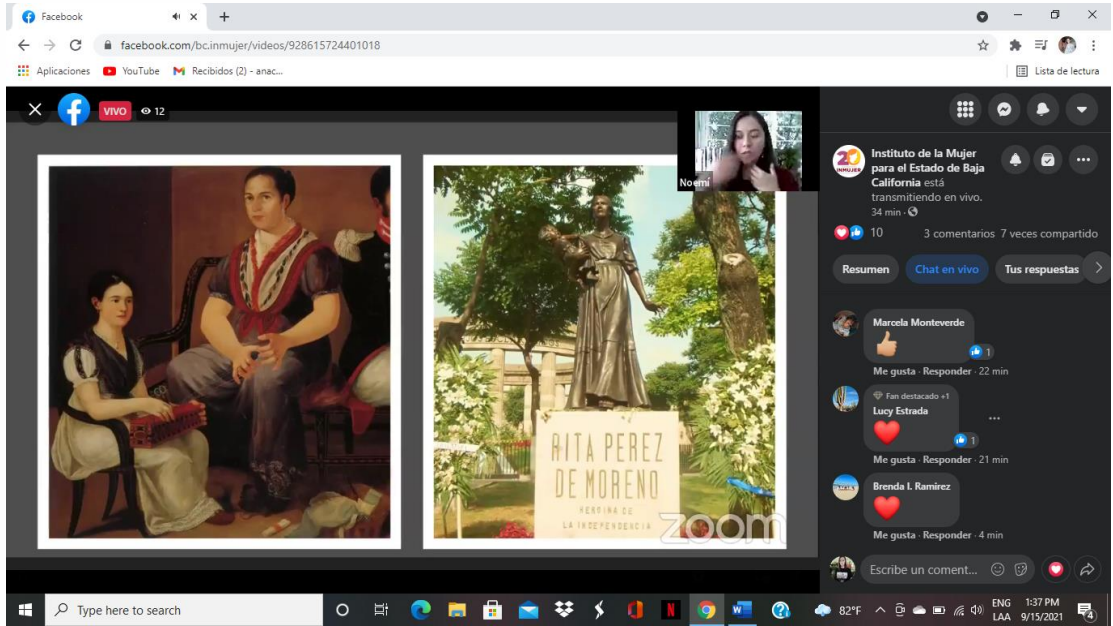 Facebook
facebook.com/bc.inmujer/videos/928615724401018
Aplicaciones YouTube Recibidos (2) - anac...
Lista de lectura
VIVO 12
Noemí
RITA PEREZ
DE MORENO
HEROINA DE
LA INDEPENDENCIA
zoom
20
INMUJER
Instituto de la Mujer
para el Estado de Baja
California está
transmitiendo en vivo.
34 min ·
10 3 comentarios 7 veces compartido
Resumen Chat en vivo Tus respuestas
Marcela Monteverde
1
Me gusta · Responder · 22 min
Fan destacado +1
Lucy Estrada
1
Me gusta · Responder · 21 min
Brenda I. Ramirez
Me gusta · Responder · 4 min
Escribe un coment...
Type here to search
82°F
ENG
LAA
1:37 PM
9/15/2021
4